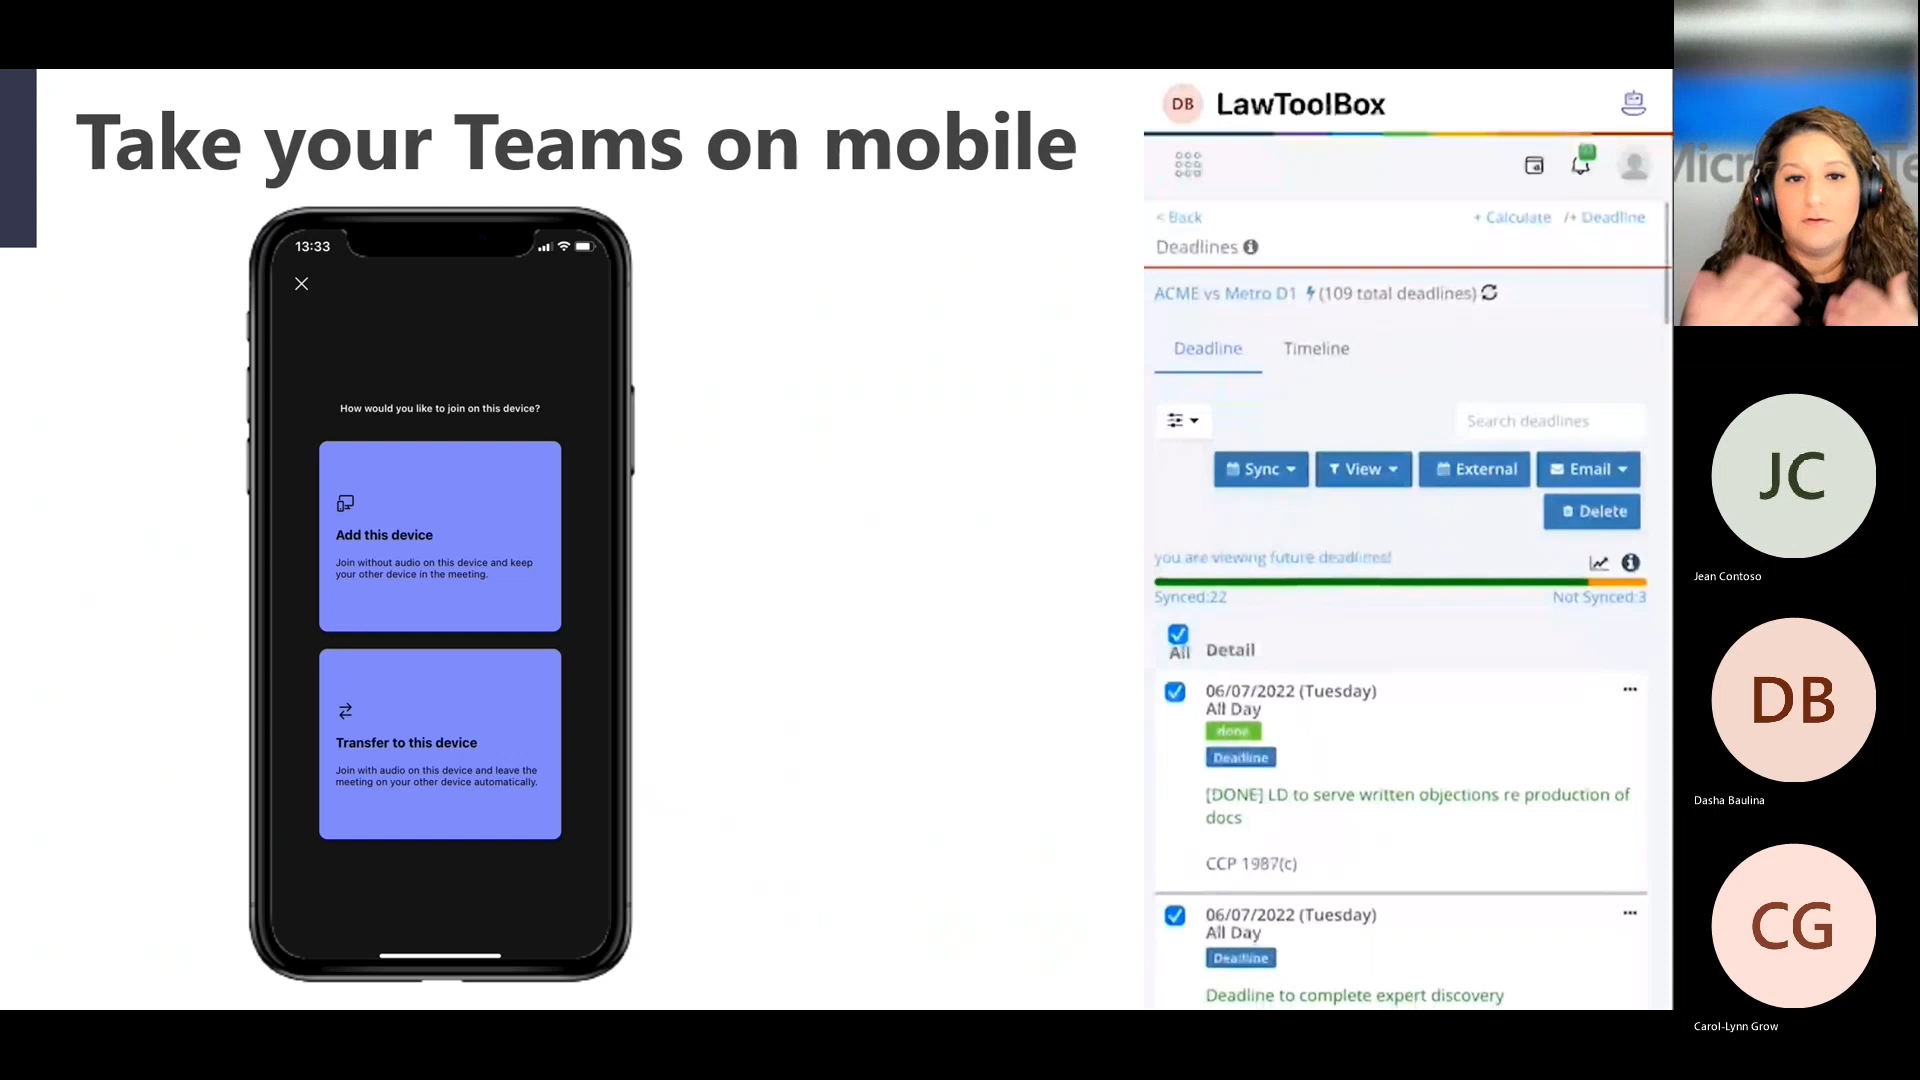 Take your Teams on mobile
13:33
How would you like to join on this device?
Add this device
Join without audio on this device and keep
your other device in the meeting.
Transfer to this device
Join with audio on this device and leave the
meeting on your other device automatically.
DB LawToolBox
< Back + Calculate /+ Deadline
Deadlines
ACME vs Metro D1 (109 total deadlines)
Deadline Timeline
Search deadlines
Sync View External Email
Delete
you are viewing future deadlines!
Synced:22 Not Synced:3
All Detail
06/07/2022 (Tuesday)
All Day
done
Deadline
[DONE] LD to serve written objections re production of
docs
CCP 1987(c)
06/07/2022 (Tuesday)
All Day
Deadline
Deadline to complete expert discovery
Micr Te
JC
Jean Contoso
DB
Dasha Baulina
CG
Carol-Lynn Grow